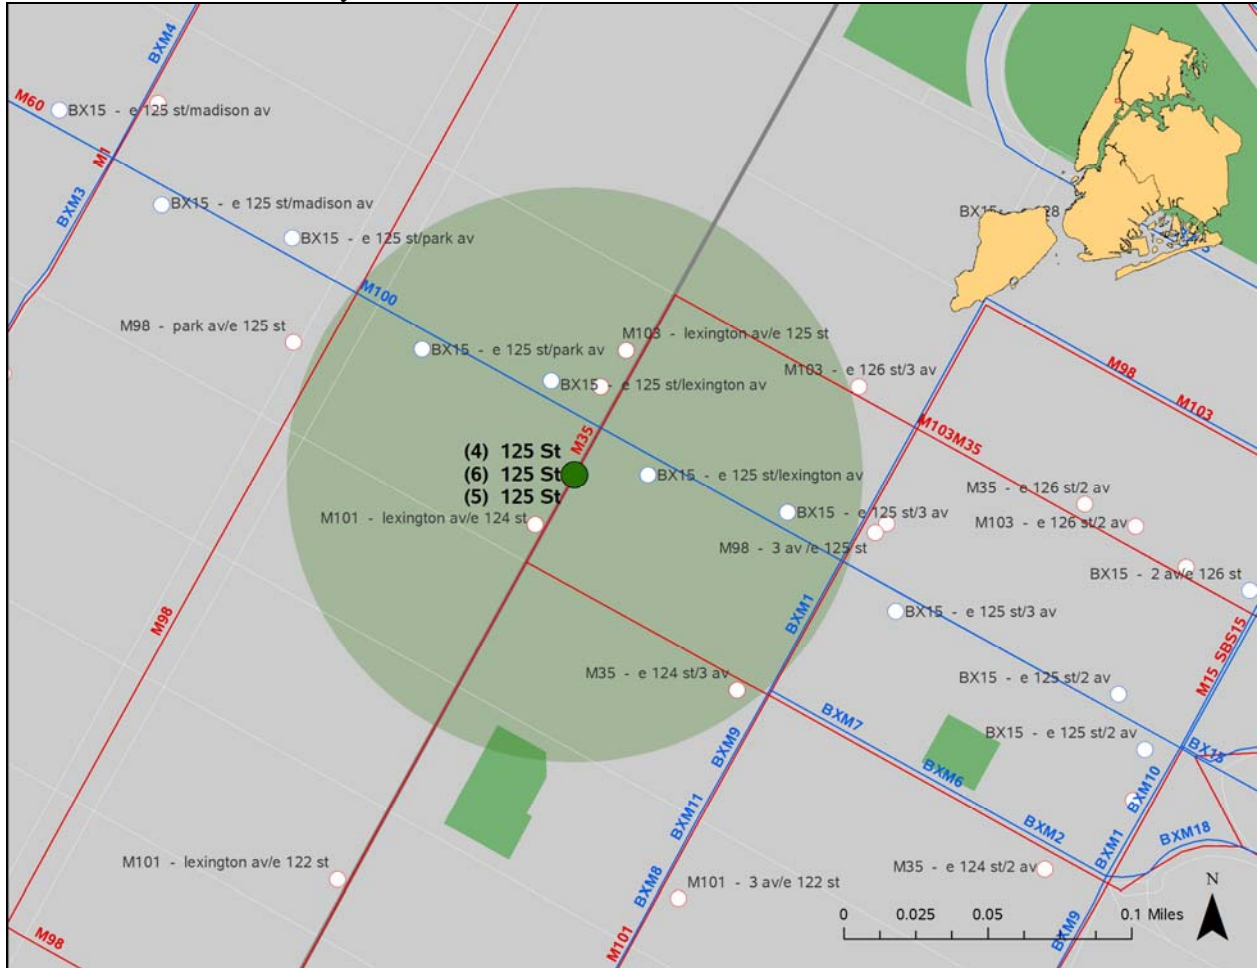 BXM4
M60
BX15 - e 125 st/madison av
M1
BXM3
BX15 - e 125 st/madison av
BX15 - e 125 st/park av
M100
M98 - park av/e 125 st
BX15 - e 125 st/park av
M103 - lexington av/e 125 st
BX15 - e 125 st/lexington av
M103 - e 126 st/3 av
M98
M103
M103M35
M35
(4) 125 St
(6) 125 St
(5) 125 St
BX15 - e 125 st/lexington av
M101 - lexington av/e 124 st
BX15 - e 125 st/3 av
M98 - 3 av /e 125 st
M35 - e 126 st/2 av
M103 - e 126 st/2 av
BX15 - 2 av/e 126 st
BXM1
BX15 - e 125 st/3 av
M98
M15 SBS15
M35 - e 124 st/3 av
BX15 - e 125 st/2 av
BXM7
BX15 - e 125 st/2 av
BX15
BXM9
BXM6
BXM10
BXM11
BXM2
BXM1
BXM18
M101 - lexington av/e 122 st
BXM8
M101 - 3 av/e 122 st
M35 - e 124 st/2 av
N
0 0.025 0.05 0.1 Miles
M98
M101
BXM9